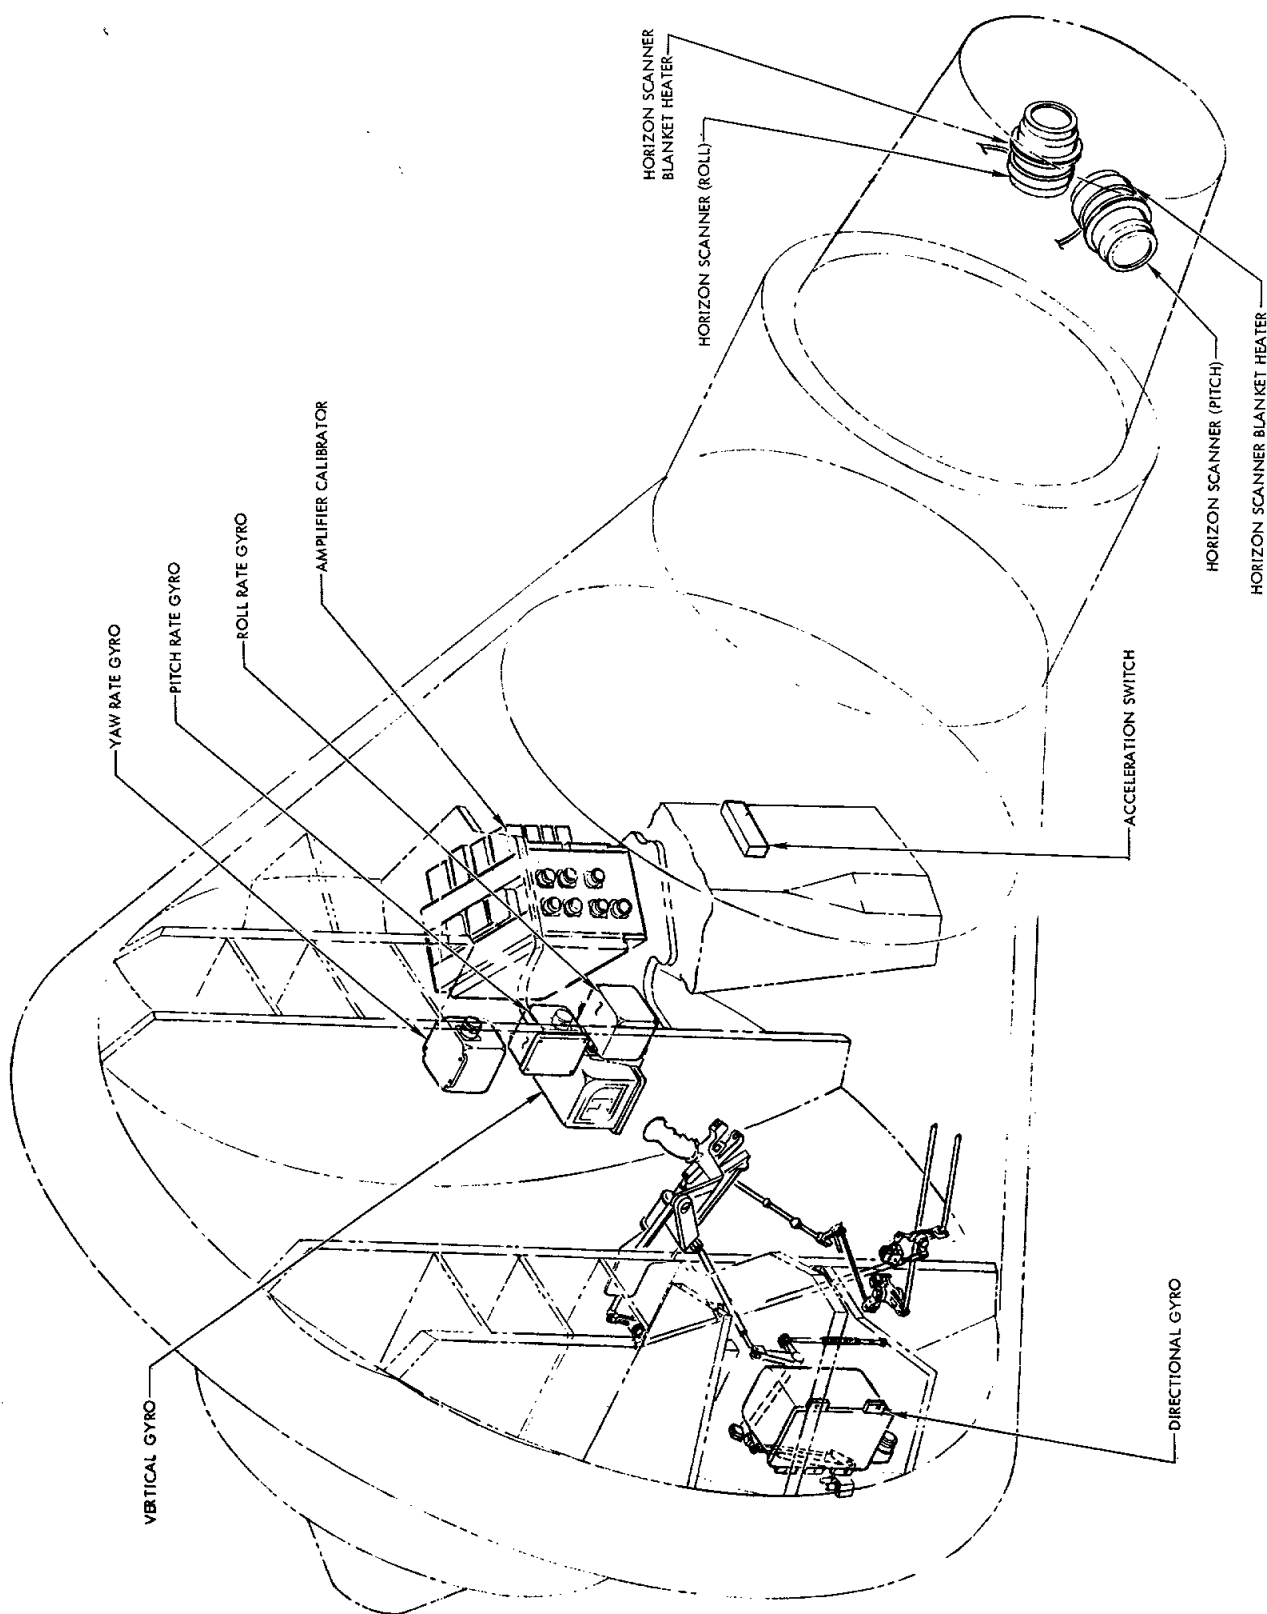 VERTICAL GYRO
YAW RATE GYRO
PITCH RATE GYRO
ROLL RATE GYRO
AMPLIFIER CALIBRATOR
HORIZON SCANNER
BLANKET HEATER
HORIZON SCANNER (ROLL)
HORIZON SCANNER (PITCH)
HORIZON SCANNER BLANKET HEATER
ACCELERATION SWITCH
DIRECTIONAL GYRO